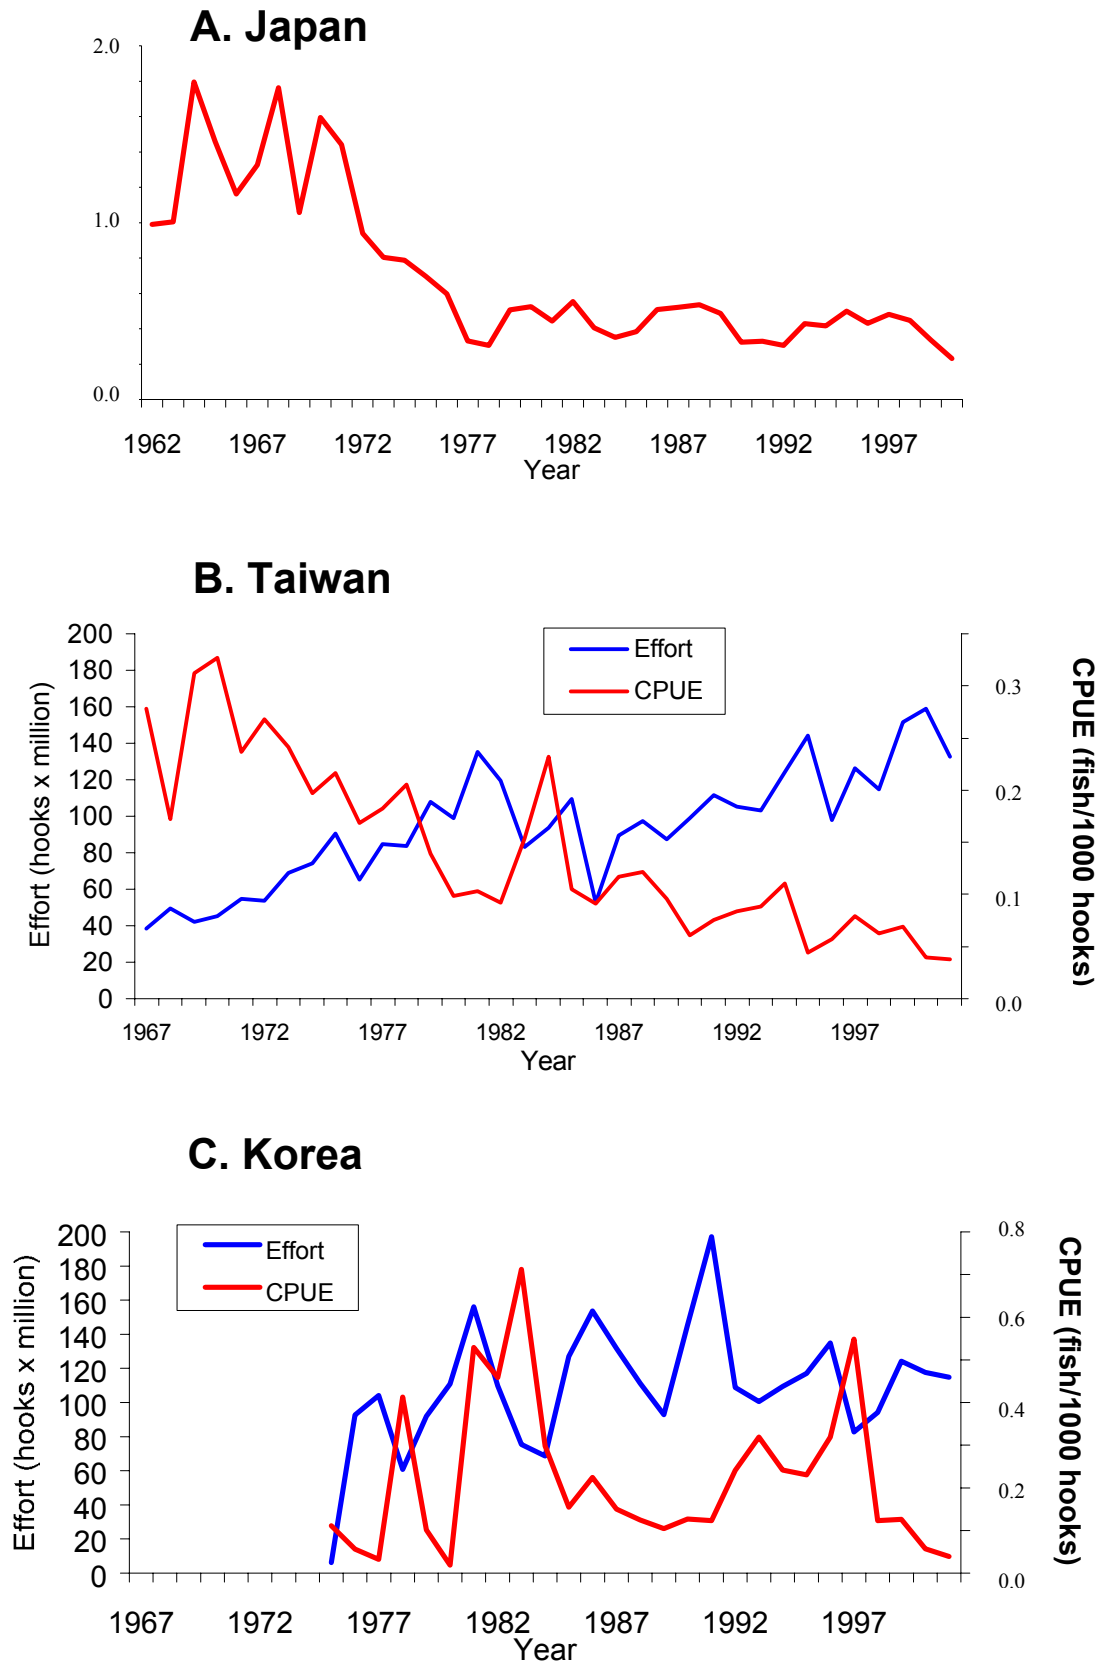 A. Japan
2.0
1.0
0.0
1962 1967 1972 1977 1982 1987 1992 1997
Year
B. Taiwan
Effort (hooks x million)
200
180
160
140
120
100
80
60
40
20
0
Effort
CPUE
0.3
0.2
0.1
0.0
CPUE (fish/1000 hooks)
1967 1972 1977 1982 1987 1992 1997
Year
C. Korea
Effort (hooks x million)
200
180
160
140
120
100
80
60
40
20
0
Effort
CPUE
0.8
0.6
0.4
0.2
0.0
CPUE (fish/1000 hooks)
1967 1972 1977 1982 1987 1992 1997
Year